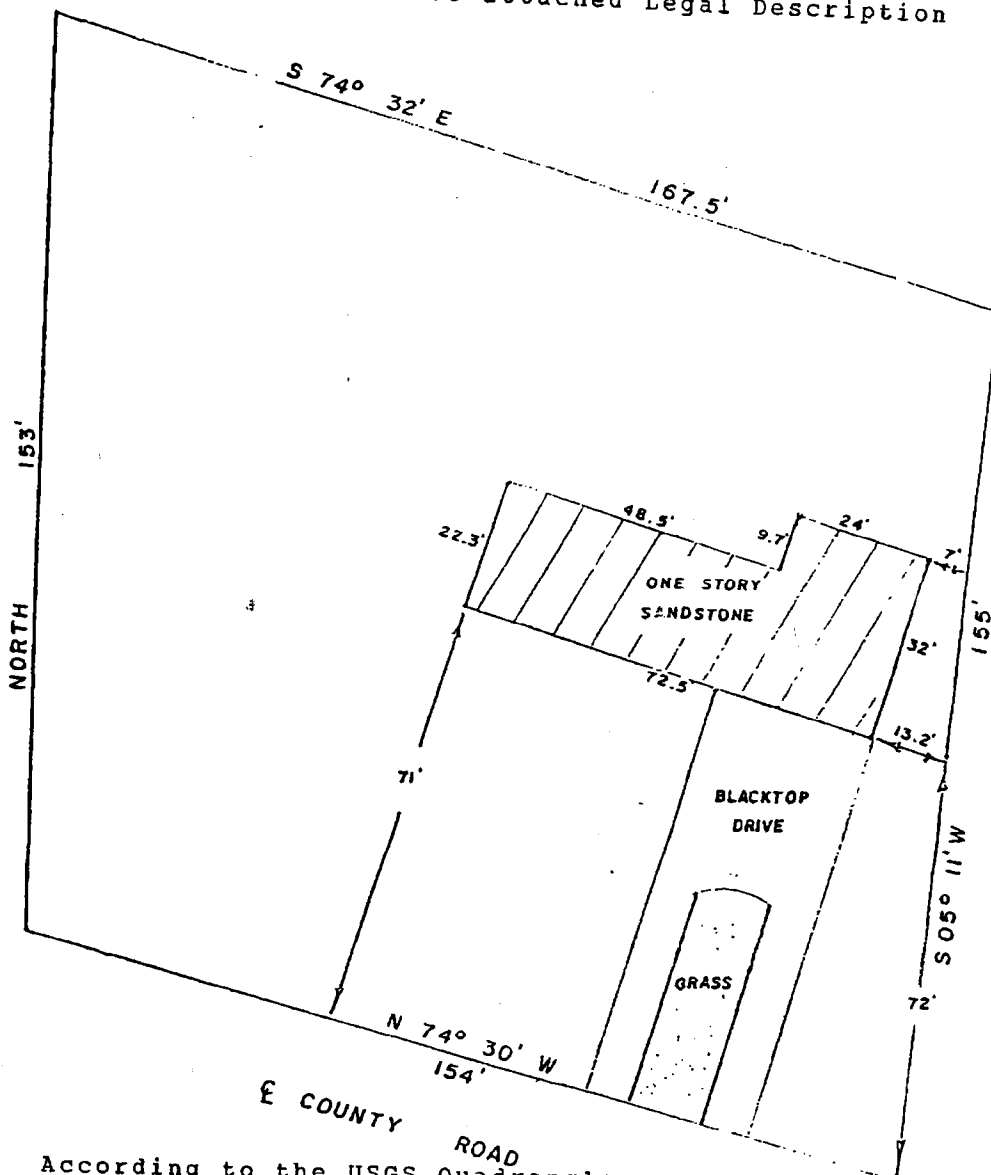 attached Legal Description
S 74° 32' E
167.5'
153'
NORTH
22.3'
48.5'
9.7'
24'
7'
ONE STORY
SANDSTONE
32'
155'
72.5'
13.2'
71'
BLACKTOP
DRIVE
S 05° 11' W
GRASS
72'
N 74° 30' W
154'
℄ COUNTY ROAD
According to the USGS